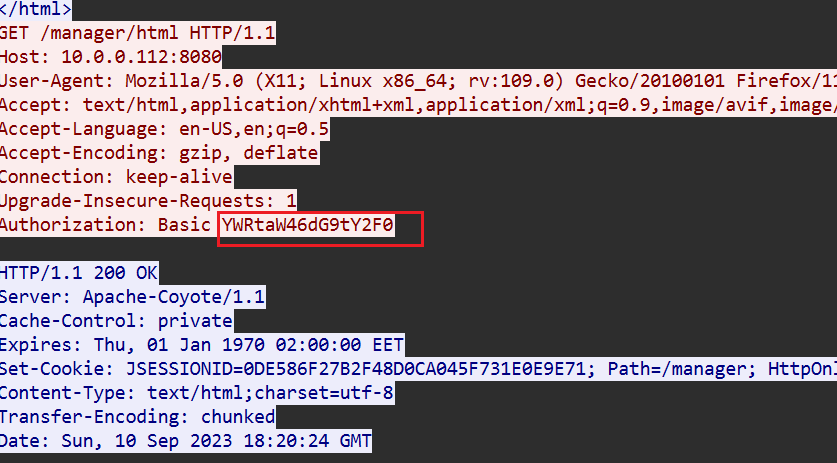 </html>
GET /manager/html HTTP/1.1
Host: 10.0.0.112:8080
User-Agent: Mozilla/5.0 (X11; Linux x86_64; rv:109.0) Gecko/20100101 Firefox/11
Accept: text/html,application/xhtml+xml,application/xml;q=0.9,image/avif,image/
Accept-Language: en-US,en;q=0.5
Accept-Encoding: gzip, deflate
Connection: keep-alive
Upgrade-Insecure-Requests: 1
Authorization: Basic YWRtaW46dG9tY2F0
HTTP/1.1 200 OK
Server: Apache-Coyote/1.1
Cache-Control: private
Expires: Thu, 01 Jan 1970 02:00:00 EET
Set-Cookie: JSESSIONID=0DE586F27B2F48D0CA045F731E0E9E71; Path=/manager; HttpOnl
Content-Type: text/html;charset=utf-8
Transfer-Encoding: chunked
Date: Sun, 10 Sep 2023 18:20:24 GMT